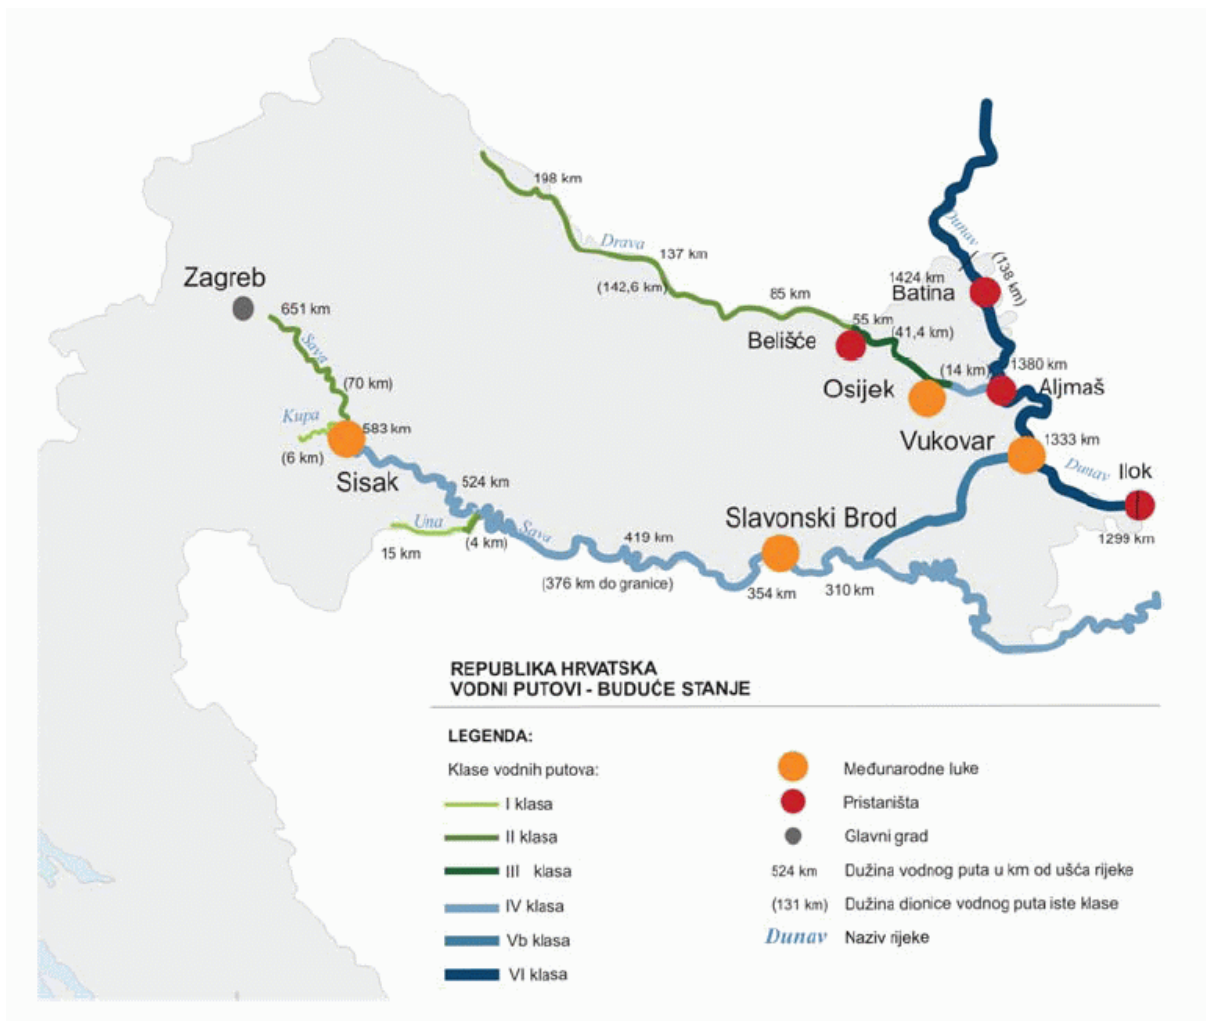 198 km
Drava
137 km
(142,6 km)
85 km
Dunav
(138 km)
1424 km
Batina
Zagreb
651 km
Sava
(70 km)
55 km
(41,4 km)
Belišće
Osijek
(14 km)
1380 km
Aljmaš
Kupa
583 km
(6 km)
Sisak
Vukovar
1333 km
Dunav
Ilok
1299 km
524 km
Una
Sava
15 km
(4 km)
419 km
(376 km do granice)
Slavonski Brod
354 km
310 km
REPUBLIKA HRVATSKA
VODNI PUTOVI - BUDUĆE STANJE
LEGENDA:
Klase vodnih putova:
I klasa
II klasa
III klasa
IV klasa
Vb klasa
VI klasa
Međunarodne luke
Pristaništa
Glavni grad
524 km Dužina vodnog puta u km od ušća rijeke
(131 km) Dužina dionice vodnog puta iste klase
Dunav Naziv rijeke